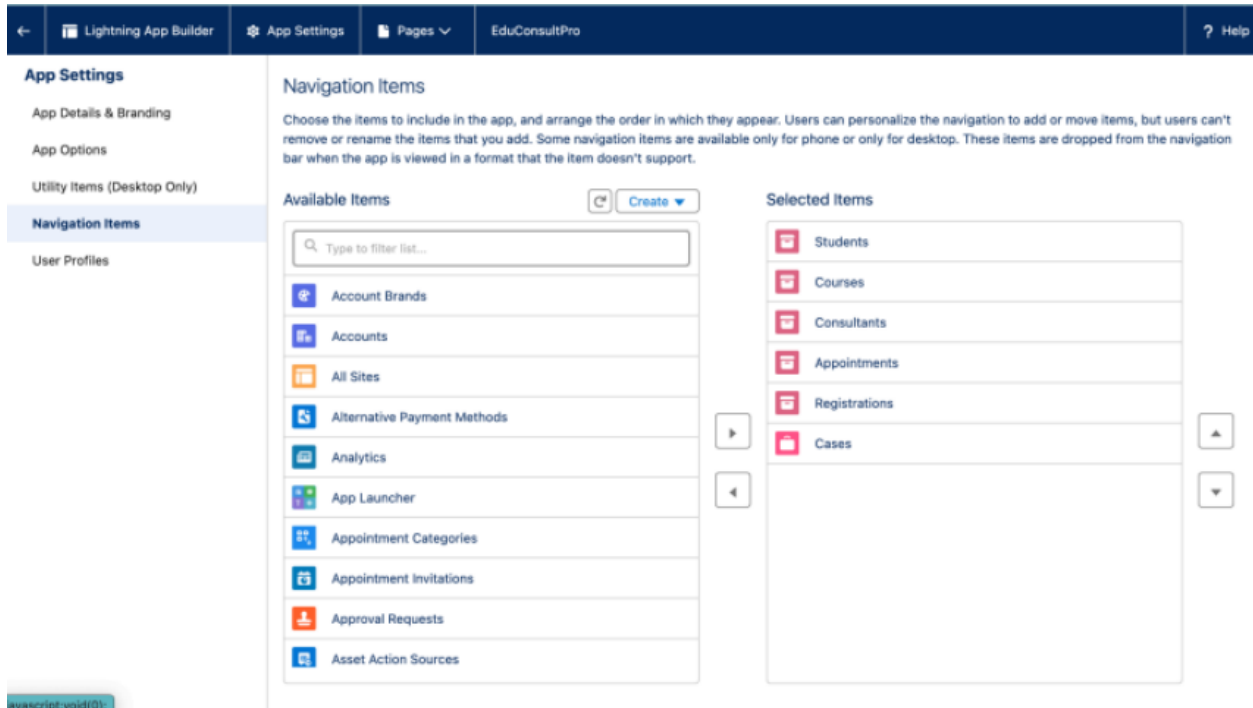 Lightning App Builder
App Settings
Pages
EduConsultPro
? Help
App Settings
App Details & Branding
App Options
Utility Items (Desktop Only)
Navigation Items
User Profiles
Navigation Items
Choose the items to include in the app, and arrange the order in which they appear. Users can personalize the navigation to add or move items, but users can't
remove or rename the items that you add. Some navigation items are available only for phone or only for desktop. These items are dropped from the navigation
bar when the app is viewed in a format that the item doesn't support.
Available Items
Create
Type to filter list...
Account Brands
Accounts
All Sites
Alternative Payment Methods
Analytics
App Launcher
Appointment Categories
Appointment Invitations
Approval Requests
Asset Action Sources
Selected Items
Students
Courses
Consultants
Appointments
Registrations
Cases
avascript:void(0);